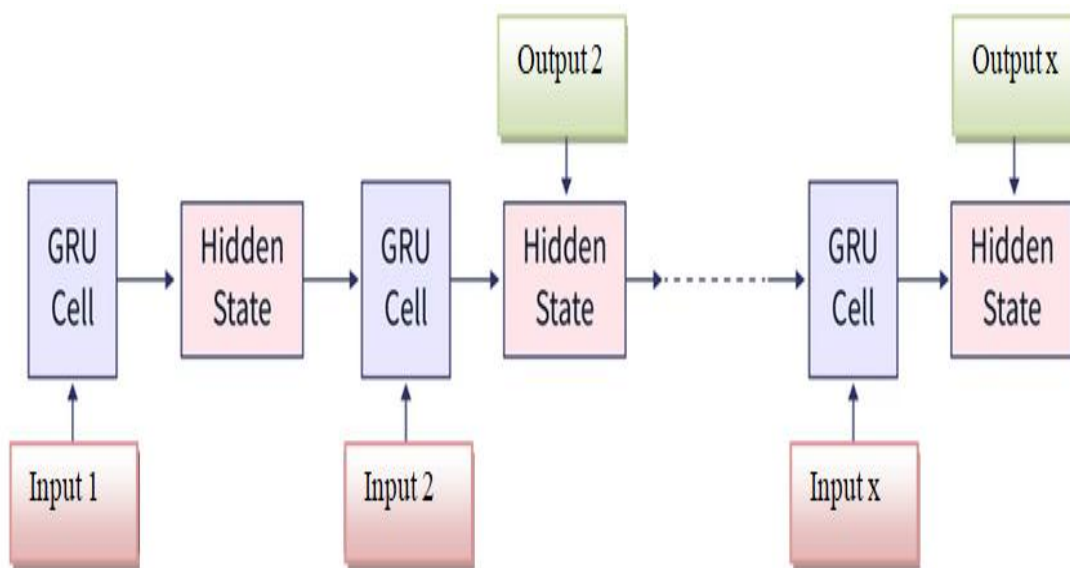 Output 2
Output x
GRU
Cell
Hidden
State
GRU
Cell
Hidden
State
GRU
Cell
Hidden
State
Input 1
Input 2
Input x